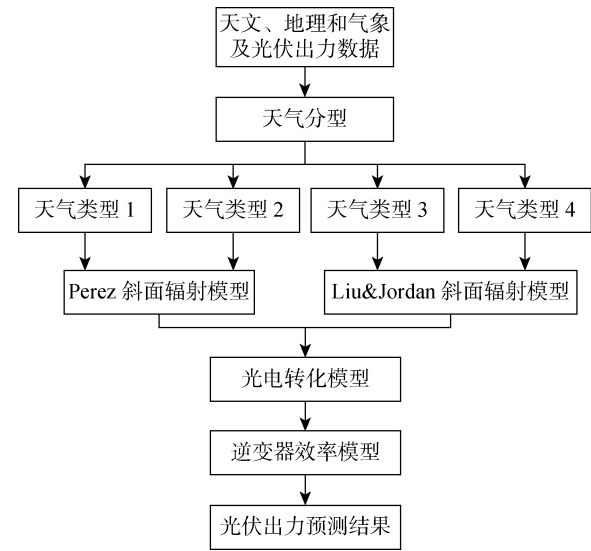 天文、地理和气象
及光伏出力数据
天气分型
天气类型 1
天气类型 2
天气类型 3
天气类型 4
Perez 斜面辐射模型
Liu&Jordan 斜面辐射模型
光电转化模型
逆变器效率模型
光伏出力预测结果